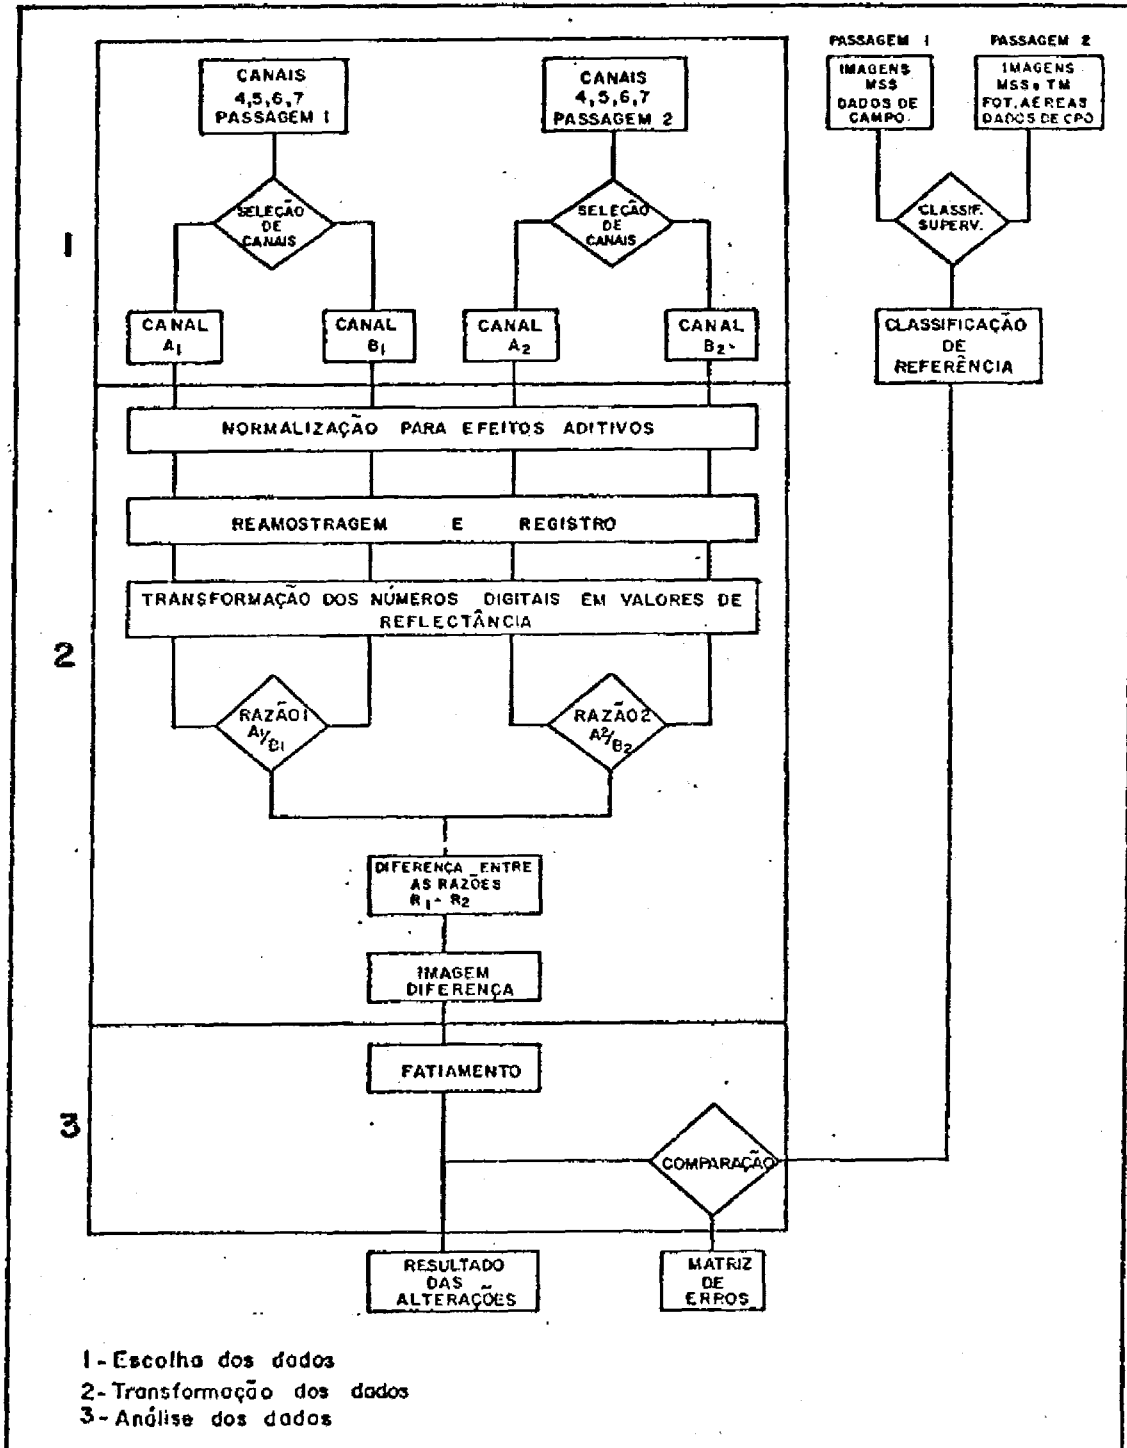 PASSAGEM 1
PASSAGEM 2
CANAIS
4,5,6,7
PASSAGEM 1
CANAIS
4,5,6,7
PASSAGEM 2
IMAGENS
MSS
DADOS DE
CAMPO.
IMAGENS
MSS, TM
FOT. AÉREAS
DADOS DE CPO
SELEÇÃO
DE
CANAIS
SELEÇÃO
DE
CANAIS
CLASSIF.
SUPERV.
1
CANAL
A1
CANAL
B1
CANAL
A2
CANAL
B2
CLASSIFICAÇÃO
DE
REFERÊNCIA
NORMALIZAÇÃO PARA EFEITOS ADITIVOS
REAMOSTRAGEM E REGISTRO
TRANSFORMAÇÃO DOS NÚMEROS DIGITAIS EM VALORES DE
REFLECTÂNCIA
2
RAZÃO 1
A1/B1
RAZÃO 2
A2/B2
DIFERENÇA ENTRE
AS RAZÕES
R1 - R2
IMAGEM
DIFERENÇA
FATIAMENTO
3
COMPARAÇÃO
RESULTADO
DAS
ALTERAÇÕES
MATRIZ
DE
ERROS
1- Escolha dos dados
2- Transformação dos dados
3- Análise dos dados